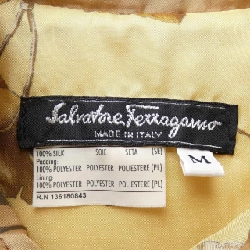 Salvatore Ferragamo
MADE IN ITALY
M
100% SILK SOIE SETA [SE]
Padding:
100% POLYESTER POLYESTER POLIESTERE [PL]
Lining
100% POLYESTER POLYESTER POLIESTERE [PL]
R.N 135180843